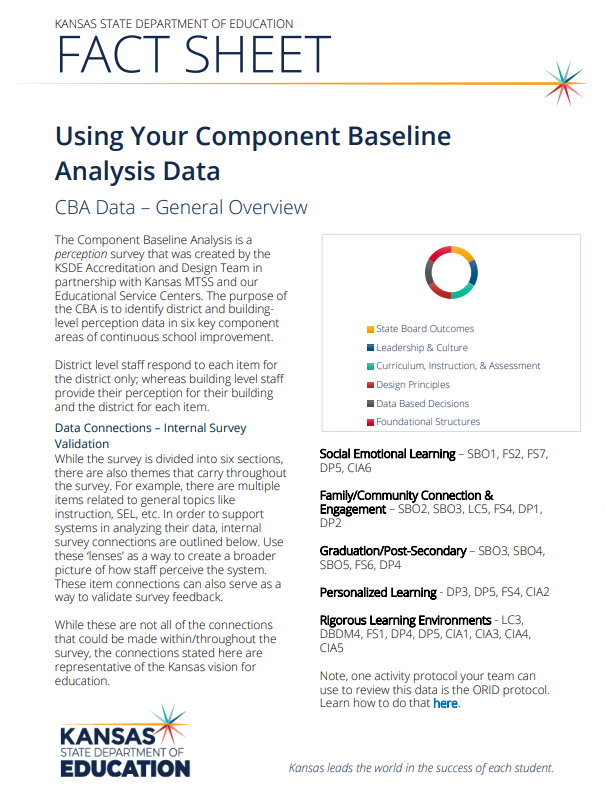 KANSAS STATE DEPARTMENT OF EDUCATION
FACT SHEET
Using Your Component Baseline
Analysis Data
CBA Data – General Overview
The Component Baseline Analysis is a
perception survey that was created by the
KSDE Accreditation and Design Team in
partnership with Kansas MTSS and our
Educational Service Centers. The purpose of
the CBA is to identify district and building-
level perception data in six key component
areas of continuous school improvement.
District level staff respond to each item for
the district only; whereas building level staff
provide their perception for their building
and the district for each item.
Data Connections – Internal Survey
Validation
While the survey is divided into six sections,
there are also themes that carry throughout
the survey. For example, there are multiple
items related to general topics like
instruction, SEL, etc. In order to support
systems in analyzing their data, internal
survey connections are outlined below. Use
these ‘lenses’ as a way to create a broader
picture of how staff perceive the system.
These item connections can also serve as a
way to validate survey feedback.
While these are not all of the connections
that could be made within/throughout the
survey, the connections stated here are
representative of the Kansas vision for
education.
State Board Outcomes
Leadership & Culture
Curriculum, Instruction, & Assessment
Design Principles
Data Based Decisions
Foundational Structures
Social Emotional Learning – SBO1, FS2, FS7,
DP5, CIA6
Family/Community Connection &
Engagement – SBO2, SBO3, LC5, FS4, DP1,
DP2
Graduation/Post-Secondary – SBO3, SBO4,
SBO5, FS6, DP4
Personalized Learning - DP3, DP5, FS4, CIA2
Rigorous Learning Environments - LC3,
DBDM4, FS1, DP4, DP5, CIA1, CIA3, CIA4,
CIA5
Note, one activity protocol your team can
use to review this data is the ORID protocol.
Learn how to do that here.
KANSAS
STATE DEPARTMENT OF
EDUCATION
Kansas leads the world in the success of each student.